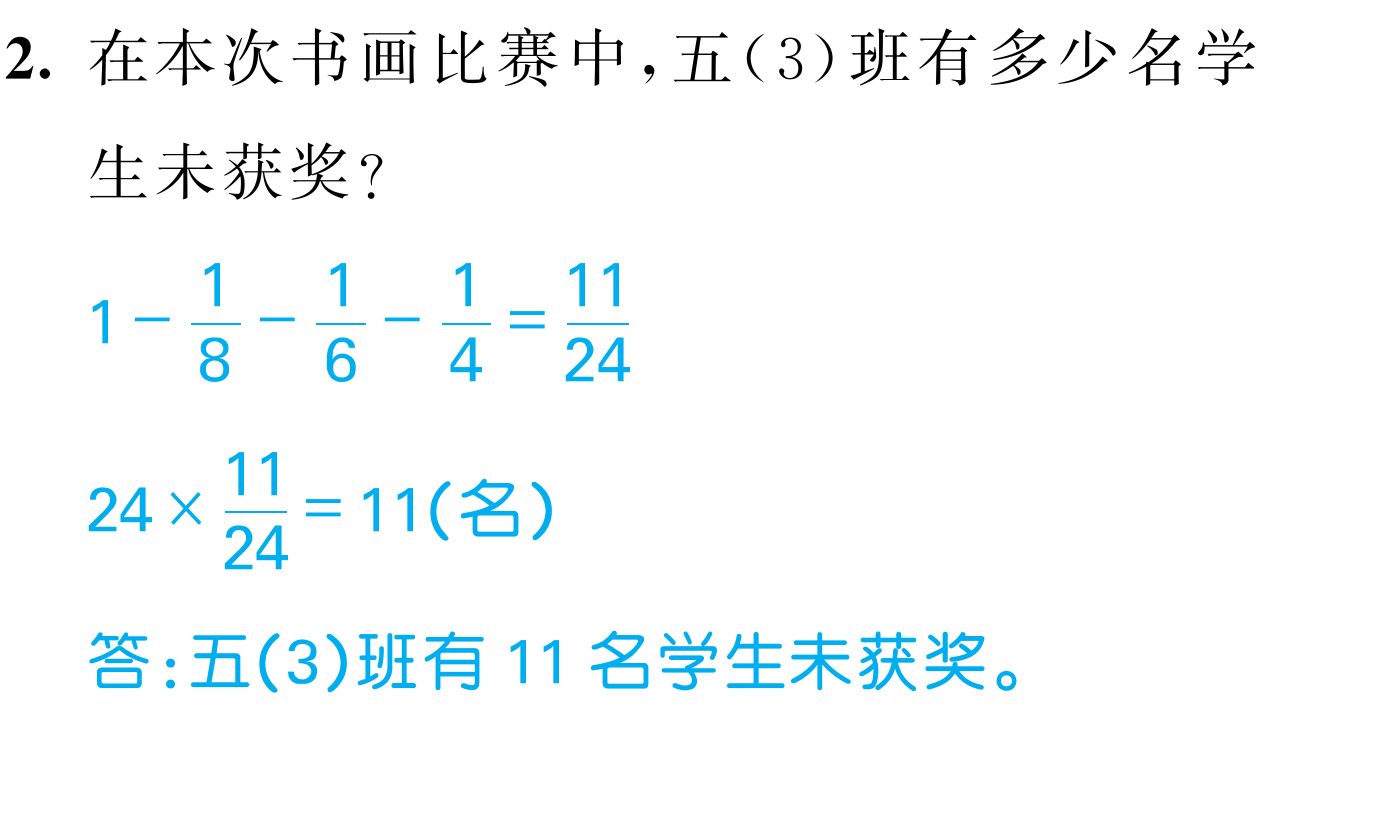 2. 在本次书画比赛中,五(3)班有多少名学
生未获奖?
1 - 1/8 - 1/6 - 1/4 = 11/24
24 × 11/24 = 11(名)
答:五(3)班有 11 名学生未获奖。